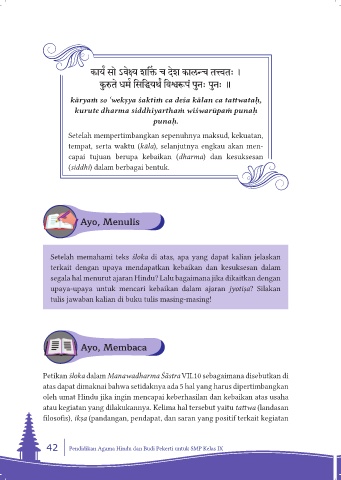 कार्यं सो ऽवेक्ष्य शक्तिं च देश कालन्च तत्त्वतः ।
कुरुते धर्म सिद्धियर्थं विश्वरूपं पुनः पुनः ॥
kāryaṁ so 'wekṣya śaktiṁ ca deśa kālan ca tattwataḥ,
kurute dharma siddhiyarthaṁ wiśwarūpaṁ punaḥ
punaḥ.
Setelah mempertimbangkan sepenuhnya maksud, kekuatan,
tempat, serta waktu (kāla), selanjutnya engkau akan men-
capai tujuan berupa kebaikan (dharma) dan kesuksesan
(siddhi) dalam berbagai bentuk.
Ayo, Menulis
Setelah memahami teks śloka di atas, apa yang dapat kalian jelaskan
terkait dengan upaya mendapatkan kebaikan dan kesuksesan dalam
segala hal menurut ajaran Hindu? Lalu bagaimana jika dikaitkan dengan
upaya-upaya untuk mencari kebaikan dalam ajaran jyotiṣa? Silakan
tulis jawaban kalian di buku tulis masing-masing!
Ayo, Membaca
Petikan śloka dalam Manawadharma Śāstra VII.10 sebagaimana disebutkan di
atas dapat dimaknai bahwa setidaknya ada 5 hal yang harus dipertimbangkan
oleh umat Hindu jika ingin mencapai keberhasilan dan kebaikan atas usaha
atau kegiatan yang dilakukannya. Kelima hal tersebut yaitu tattwa (landasan
filosofis), ikṣa (pandangan, pendapat, dan saran yang positif terkait kegiatan
42 Pendidikan Agama Hindu dan Budi Pekerti untuk SMP Kelas IX